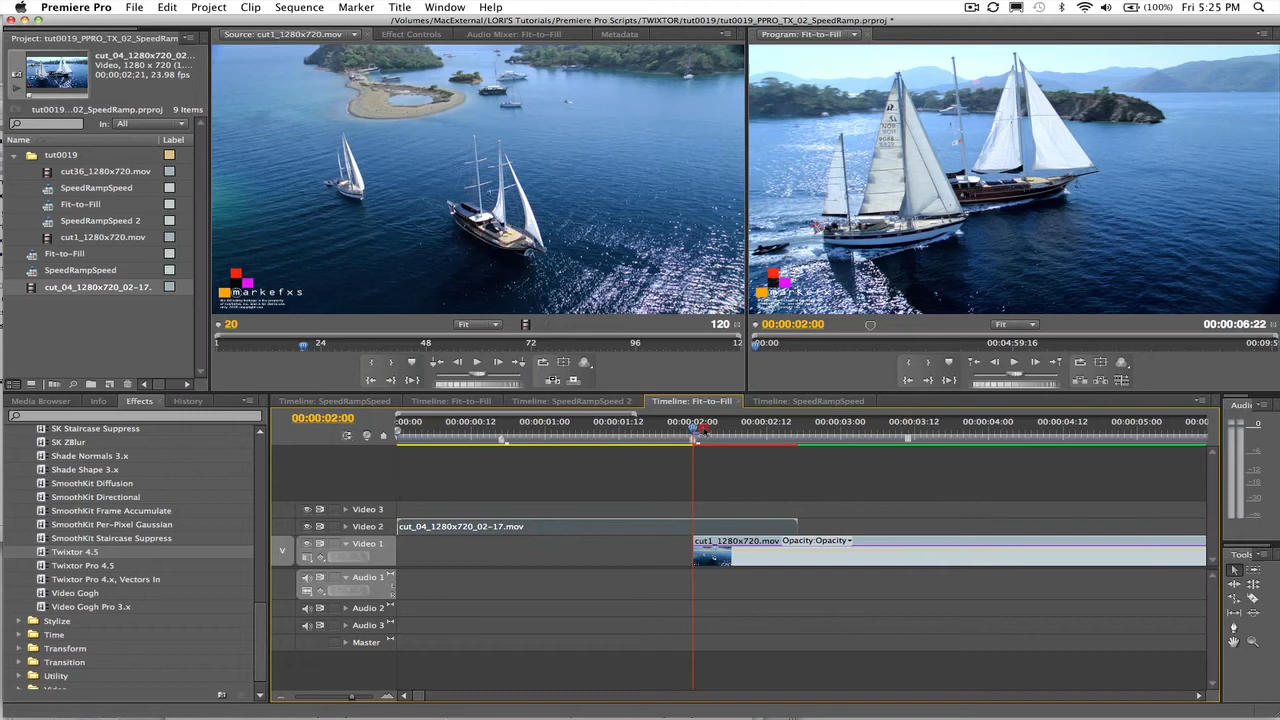 Premiere Pro File Edit Project Clip Sequence Marker Title Window Help (100%) Fri 5:25 PM
/Volumes/MacExternal/LORI'S Tutorials/Premiere Pro Scripts/TWIXTOR/tut0019/tut0019_PPRO_TX_02_SpeedRamp.prproj *
Project: tut0019_PPRO_TX_02_SpeedRam
cut_04_1280x720_02...
Video, 1280 x 720 (1....
00;00;02;21, 23.98 fps
tut0019...02_SpeedRamp.prproj 9 Items
In: All
Name Label
tut0019
cut36_1280x720.mov
SpeedRampSpeed
Fit-to-Fill
SpeedRampSpeed 2
cut1_1280x720.mov
Fit-to-Fill
SpeedRampSpeed
cut_04_1280x720_02-17.
Source: cut1_1280x720.mov Effect Controls Audio Mixer: Fit-to-Fill Metadata
markefxs
20 Fit 120
1 24 48 72 96 12
Program: Fit-to-Fill
markefxs
00:00:02:00 Fit 00:00:06:22
00:00 00:04:59:16 00:09:5
Media Browser Info Effects History
SK Staircase Suppress
SK ZBlur
Shade Normals 3.x
Shade Shape 3.x
SmoothKit Diffusion
SmoothKit Directional
SmoothKit Frame Accumulate
SmoothKit Per-Pixel Gaussian
SmoothKit Staircase Suppress
Twixtor 4.5
Twixtor Pro 4.5
Twixtor Pro 4.x, Vectors In
Video Gogh
Video Gogh Pro 3.x
Stylize
Time
Transform
Transition
Utility
Timeline: SpeedRampSpeed Timeline: Fit-to-Fill Timeline: SpeedRampSpeed 2 Timeline: Fit-to-Fill Timeline: SpeedRampSpeed
00:00:02:00
:00:00 00:00:00:12 00:00:01:00 00:00:01:12 00:00:02:00 00:00:02:12 00:00:03:00 00:00:03:12 00:00:04:00 00:00:04:12 00:00:05:00 00:0
Video 3
Video 2 cut_04_1280x720_02-17.mov
V Video 1 cut1_1280x720.mov Opacity:Opacity
Audio 1
Audio 2
Audio 3
Master
Audi
0
Tools